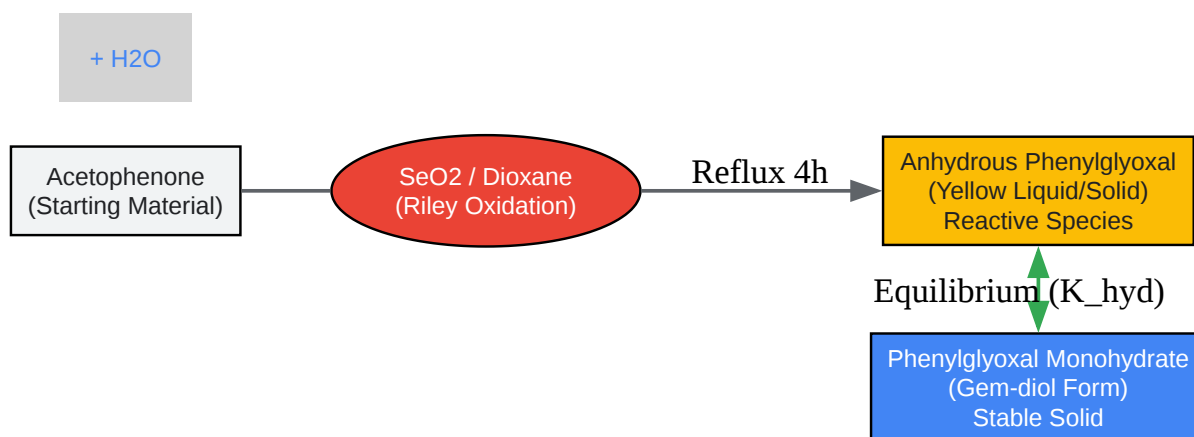 + H2O
Acetophenone
(Starting Material)
SeO2 / Dioxane
(Riley Oxidation)
Reflux 4h
Anhydrous Phenylglyoxal
(Yellow Liquid/Solid)
Reactive Species
Equilibrium (K_hyd)
Phenylglyoxal Monohydrate
(Gem-diol Form)
Stable Solid